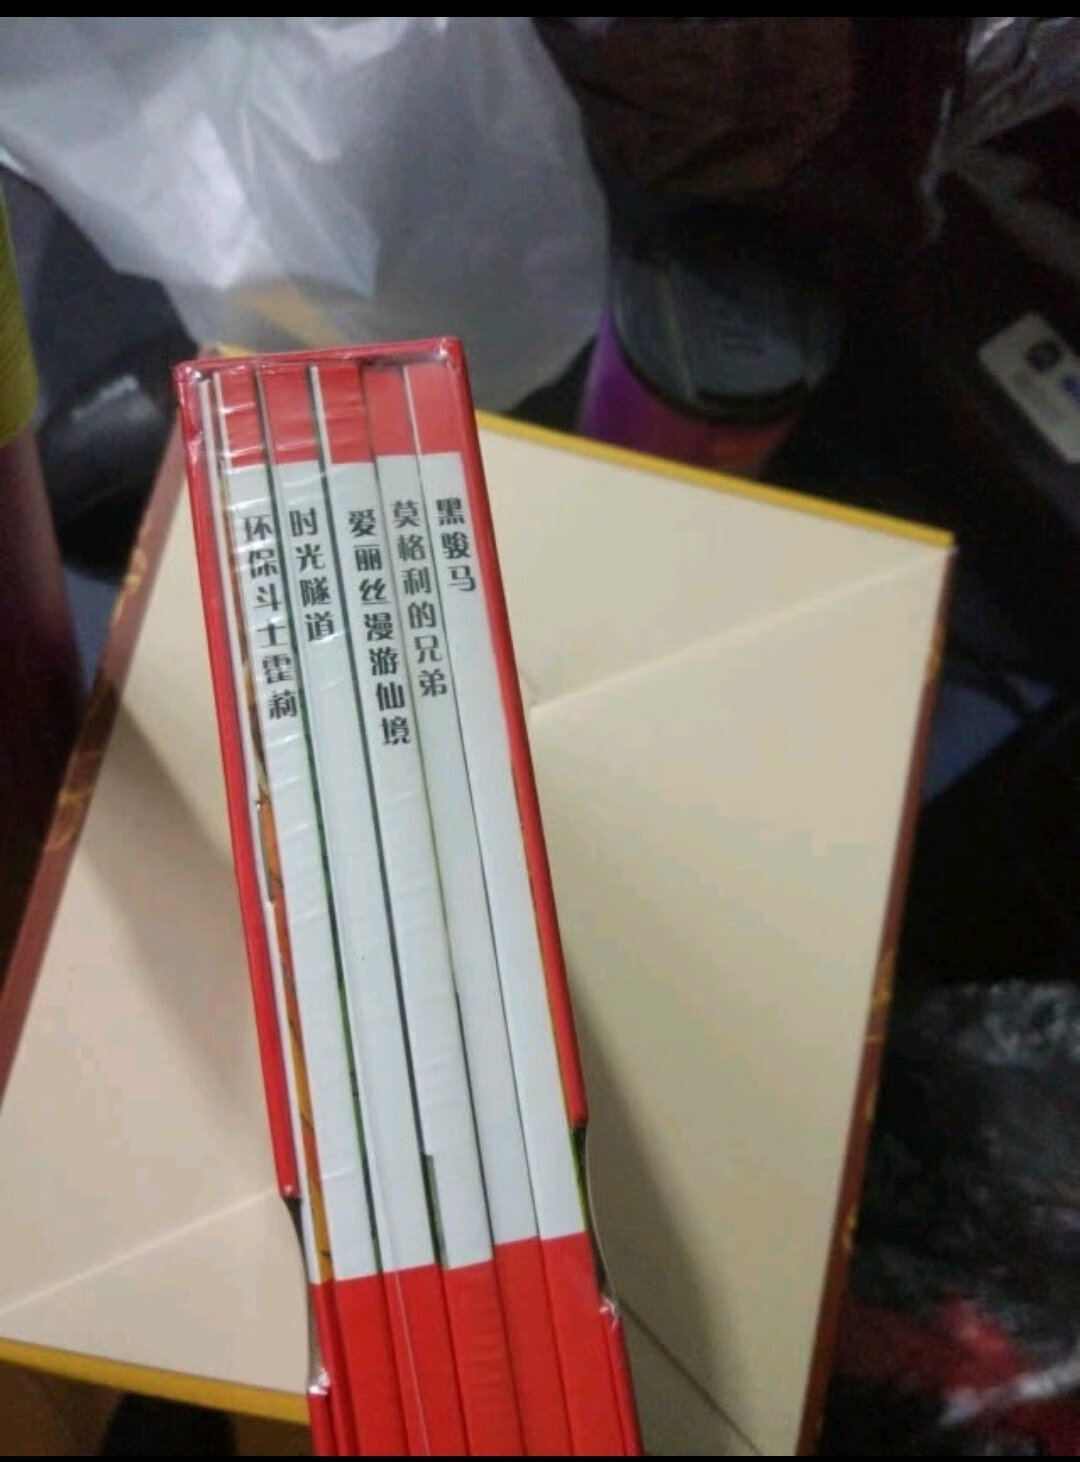 环保斗士霍莉
时光隧道
爱丽丝漫游仙境
莫格利的兄弟
黑骏马